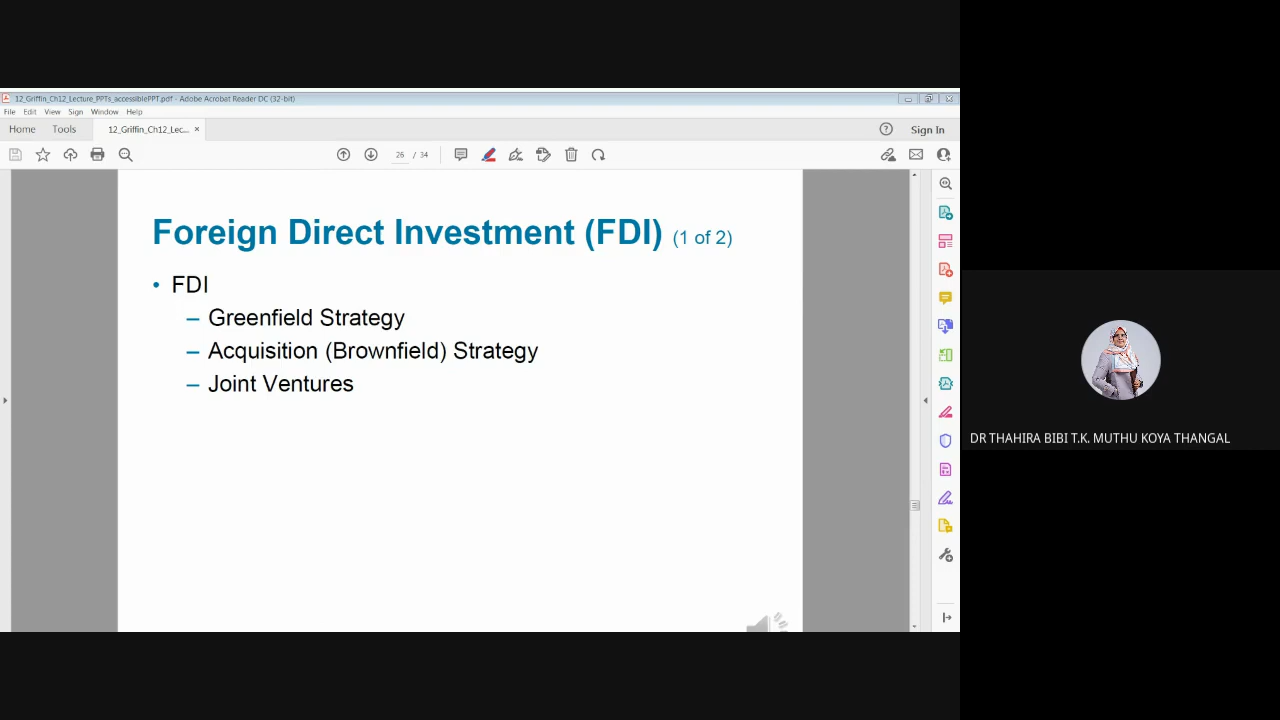 12_Griffin_Ch12_Lecture_PPTs_accessiblePPT.pdf - Adobe Acrobat Reader DC (32-bit)
File Edit View Sign Window Help
Home Tools 12_Griffin_Ch12_Lec... × Sign In
26 / 34
Foreign Direct Investment (FDI) (1 of 2)
• FDI
– Greenfield Strategy
– Acquisition (Brownfield) Strategy
– Joint Ventures
DR THAHIRA BIBI T.K. MUTHU KOYA THANGAL